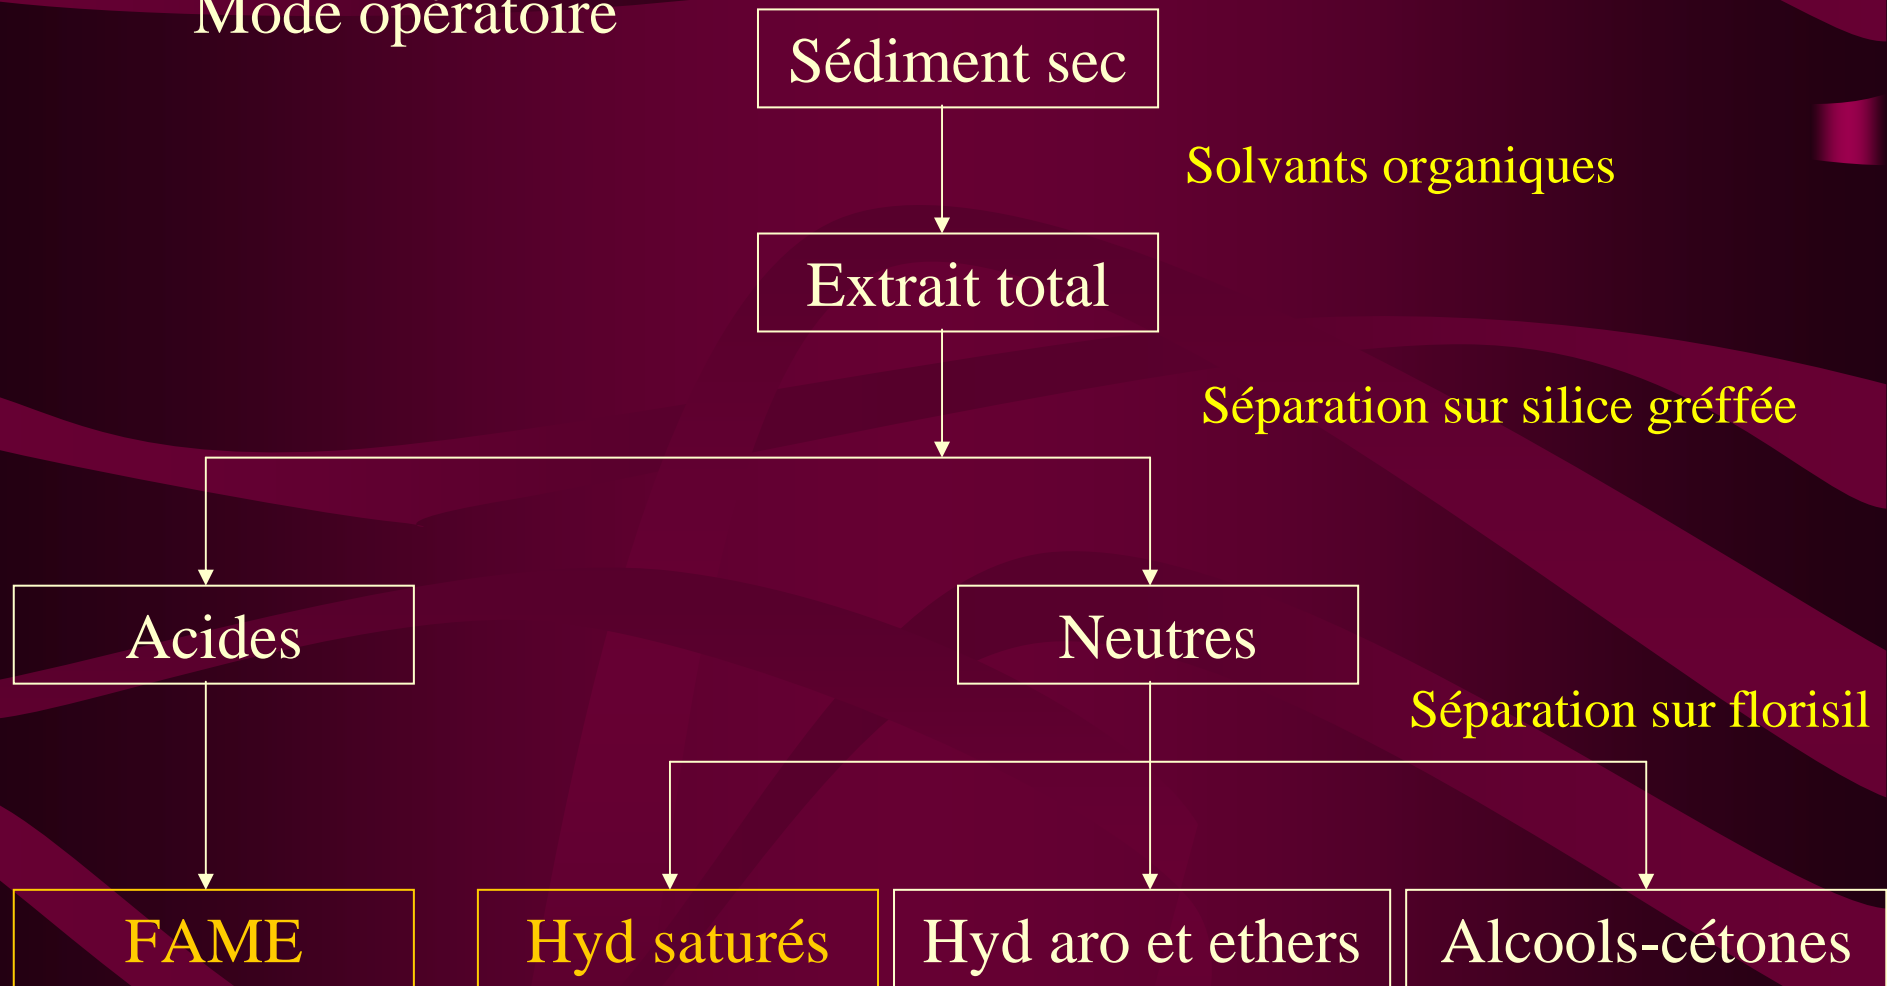 Mode opératoire
Sédiment sec
Solvants organiques
Extrait total
Séparation sur silice gréffée
Acides
Neutres
Séparation sur florisil
FAME
Hyd saturés
Hyd aro et ethers
Alcools-cétones